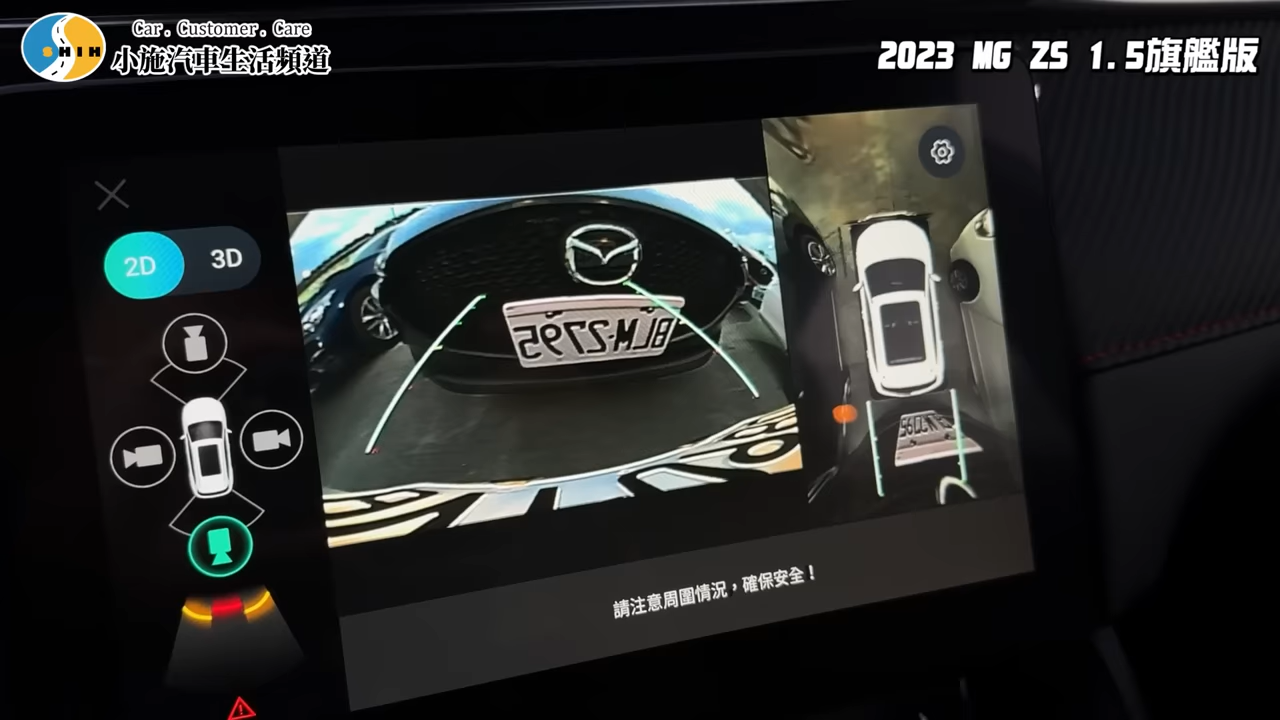 Car. Customer. Care
SHIH
小施汽車生活頻道
2023 MG ZS 1.5旗艦版
2D
3D
BLM-2795
請注意周圍情況，確保安全！